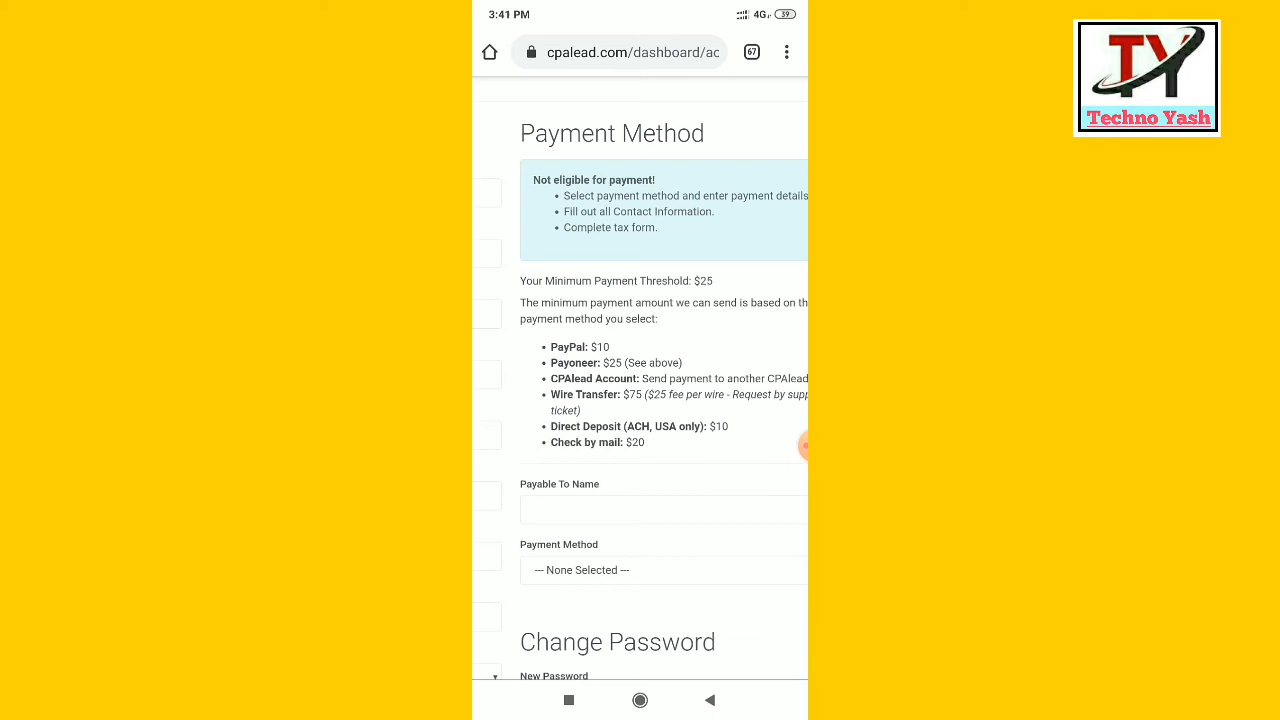 3:41 PM
4G
39
cpalead.com/dashboard/ac
67
TY
Techno Yash
Payment Method
Not eligible for payment!
• Select payment method and enter payment details
• Fill out all Contact Information.
• Complete tax form.
Your Minimum Payment Threshold: $25
The minimum payment amount we can send is based on th
payment method you select:
• PayPal: $10
• Payoneer: $25 (See above)
• CPAlead Account: Send payment to another CPAlead
• Wire Transfer: $75 ($25 fee per wire - Request by supp
ticket)
• Direct Deposit (ACH, USA only): $10
• Check by mail: $20
Payable To Name
Payment Method
--- None Selected ---
Change Password
New Password